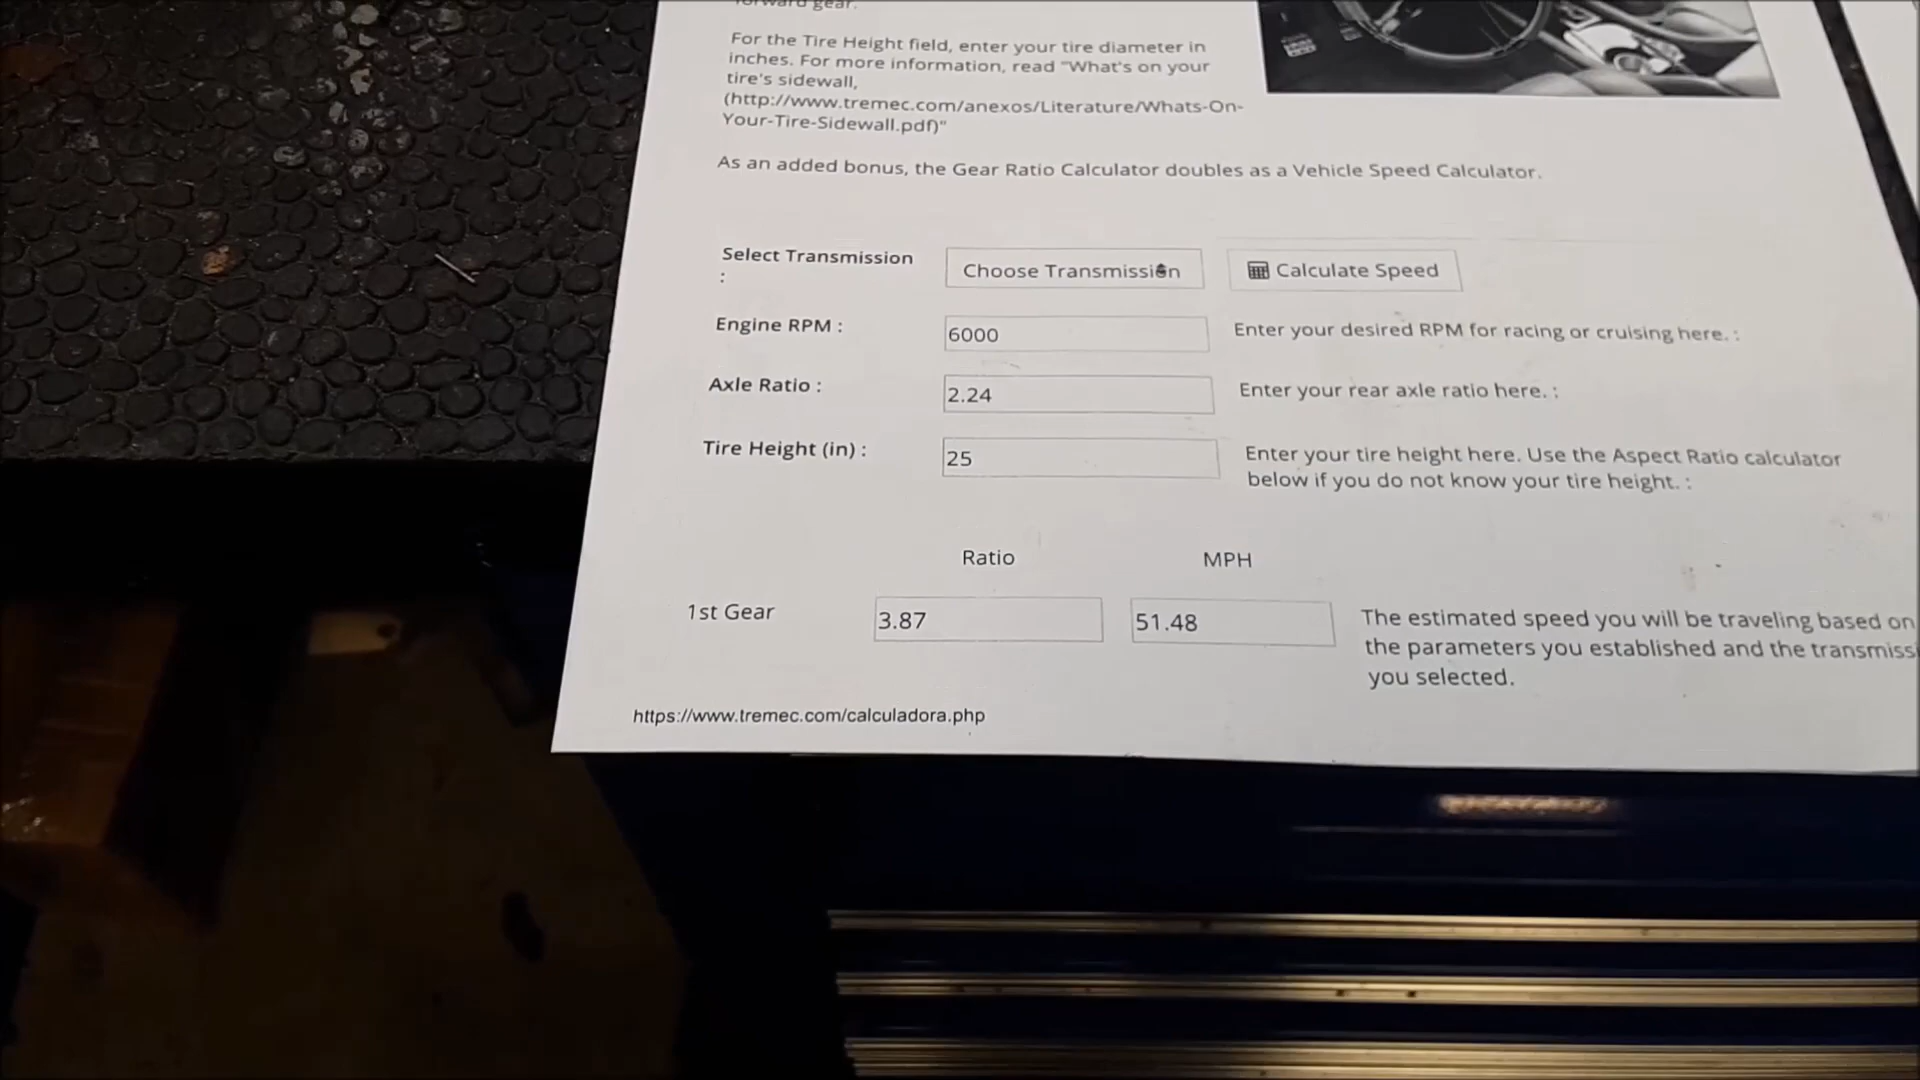 forward gear.
For the Tire Height field, enter your tire diameter in
inches. For more information, read "What's on your
tire's sidewall,
(http://www.tremec.com/anexos/Literature/Whats-On-
Your-Tire-Sidewall.pdf)"
As an added bonus, the Gear Ratio Calculator doubles as a Vehicle Speed Calculator.
Select Transmission
:
Choose Transmission
Calculate Speed
Engine RPM :
6000
Enter your desired RPM for racing or cruising here. :
Axle Ratio :
2.24
Enter your rear axle ratio here. :
Tire Height (in) :
25
Enter your tire height here. Use the Aspect Ratio calculator
below if you do not know your tire height. :
Ratio
MPH
1st Gear
3.87
51.48
The estimated speed you will be traveling based on
the parameters you established and the transmiss
you selected.
https://www.tremec.com/calculadora.php